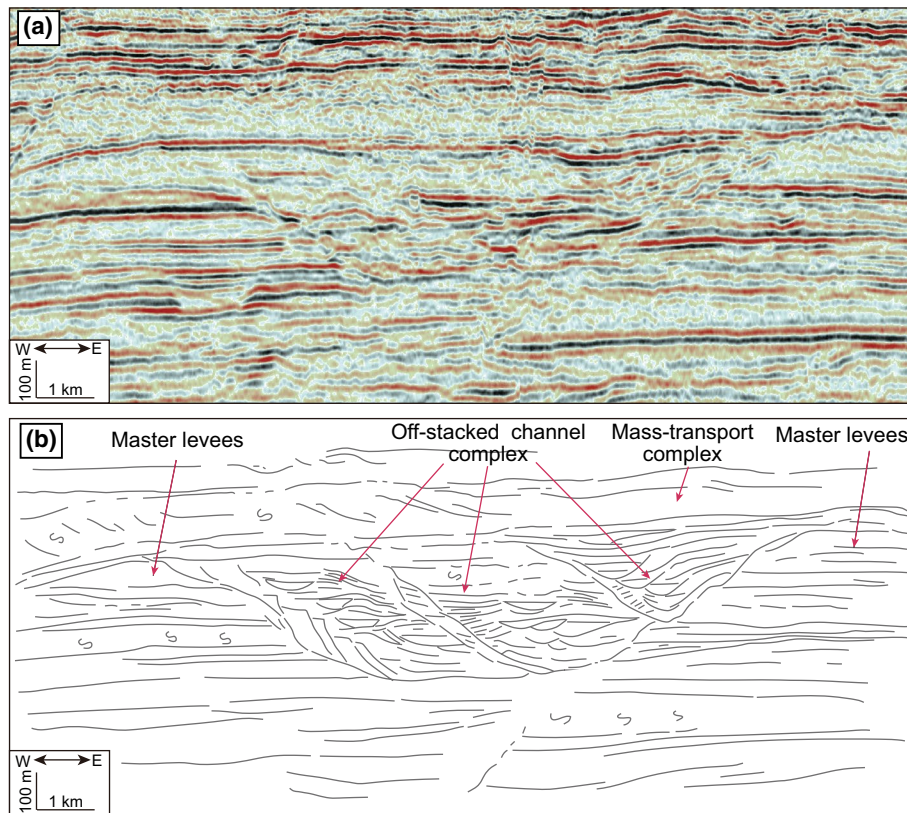 (a)
W E
100 m
1 km
(b)
Master levees
Off-stacked channel
complex
Mass-transport
complex
Master levees
S
S
S
S S S
S S S
W E
100 m
1 km